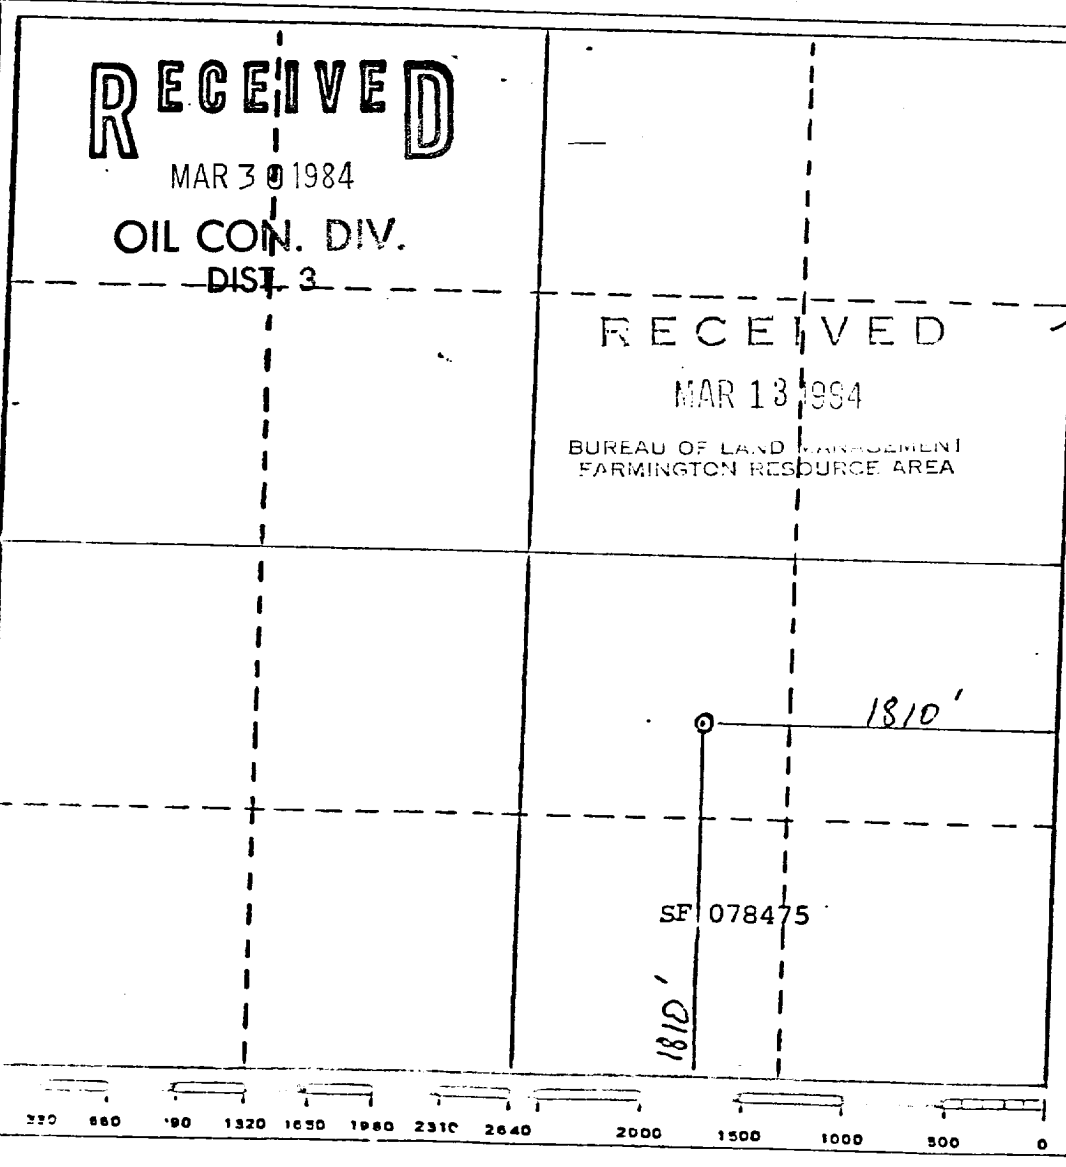 RECEIVED
MAR 30 1984
OIL CON. DIV.
DIST. 3
RECEIVED
MAR 13 1984
BUREAU OF LAND MANAGEMENT
FARMINGTON RESOURCE AREA
1810'
SF 078475
1810'
330 660 '90 1320 1650 1980 2310 2640 2000 1500 1000 500 0